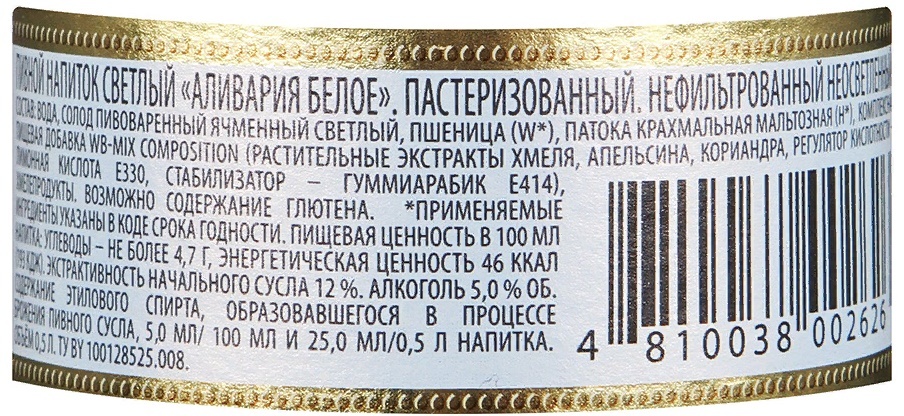 ПИВНОЙ НАПИТОК СВЕТЛЫЙ «АЛИВАРИЯ БЕЛОЕ». ПАСТЕРИЗОВАННЫЙ. НЕФИЛЬТРОВАННЫЙ НЕОСВЕТЛЕННЫЙ
СОСТАВ: ВОДА, СОЛОД ПИВОВАРЕННЫЙ ЯЧМЕННЫЙ СВЕТЛЫЙ, ПШЕНИЦА (W*), ПАТОКА КРАХМАЛЬНАЯ МАЛЬТОЗНАЯ (H*), КОМПЛЕКСНАЯ
ПИЩЕВАЯ ДОБАВКА WB-MIX COMPOSITION (РАСТИТЕЛЬНЫЕ ЭКСТРАКТЫ ХМЕЛЯ, АПЕЛЬСИНА, КОРИАНДРА, РЕГУЛЯТОР КИСЛОТНОСТИ
ЛИМОННАЯ КИСЛОТА Е330, СТАБИЛИЗАТОР – ГУММИАРАБИК Е414),
ХМЕЛЕПРОДУКТЫ. ВОЗМОЖНО СОДЕРЖАНИЕ ГЛЮТЕНА. *ПРИМЕНЯЕМЫЕ
ИНГРЕДИЕНТЫ УКАЗАНЫ В КОДЕ СРОКА ГОДНОСТИ. ПИЩЕВАЯ ЦЕННОСТЬ В 100 МЛ
НАПИТКА: УГЛЕВОДЫ – НЕ БОЛЕЕ 4,7 Г, ЭНЕРГЕТИЧЕСКАЯ ЦЕННОСТЬ 46 ККАЛ
КДЖ). ЭКСТРАКТИВНОСТЬ НАЧАЛЬНОГО СУСЛА 12 %. АЛКОГОЛЬ 5,0 % ОБ.
СОДЕРЖАНИЕ ЭТИЛОВОГО СПИРТА, ОБРАЗОВАВШЕГОСЯ В ПРОЦЕССЕ
БРОЖЕНИЯ ПИВНОГО СУСЛА, 5,0 МЛ/ 100 МЛ И 25,0 МЛ/0,5 Л НАПИТКА.
ОБЪЁМ 0,5 Л. TY BY 100128525.008.
4 810038 002626